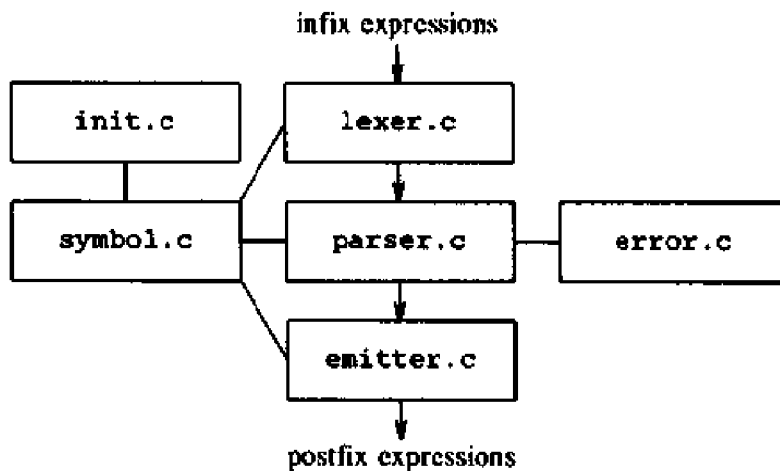 infix expressions
init.c
lexer.c
symbol.c
parser.c
error.c
emitter.c
postfix expressions